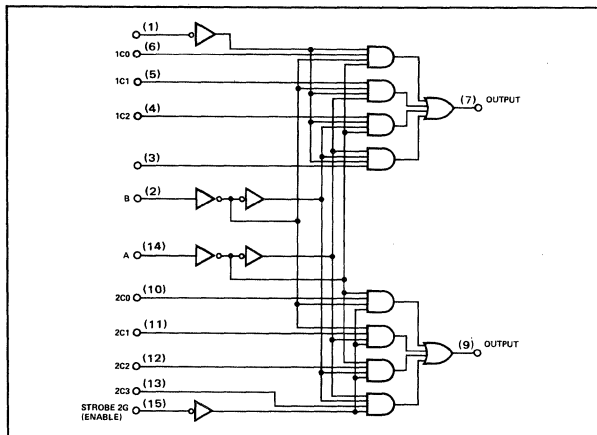 (1)
1C0 (6)
1C1 (5)
1C2 (4)
(3)
B (2)
A (14)
2C0 (10)
2C1 (11)
2C2 (12)
2C3 (13)
STROBE 2G (15)
(ENABLE)
(7) OUTPUT
(9) OUTPUT